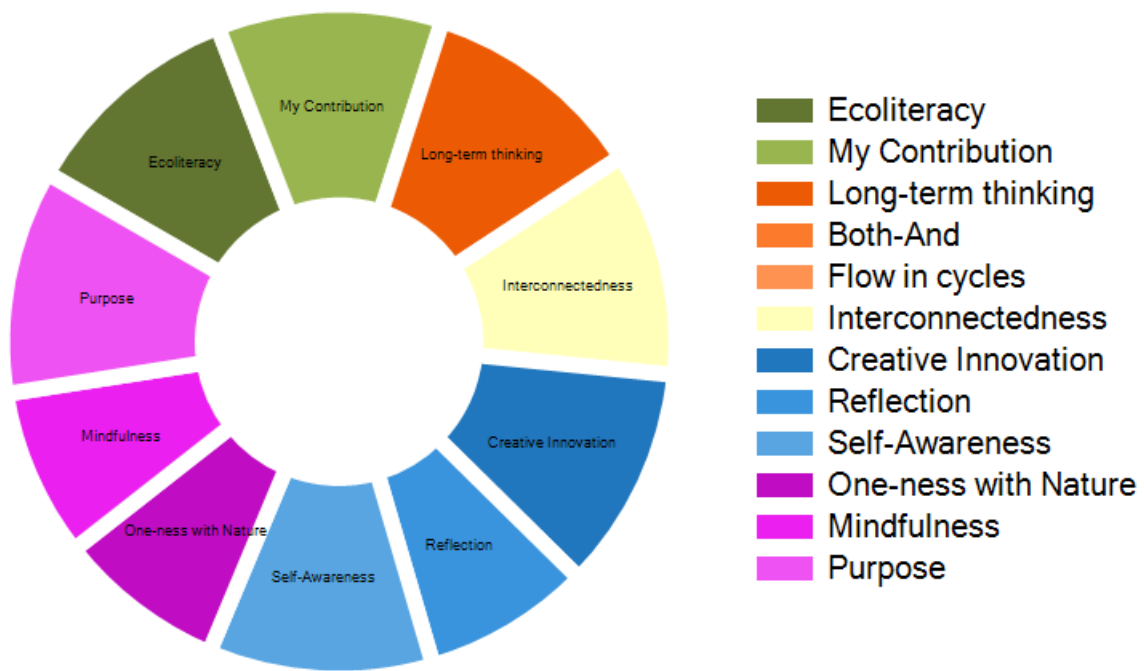 My Contribution
Long-term thinking
Ecoliteracy
Interconnectedness
Purpose
Mindfulness
Creative Innovation
One-ness with Nature
Reflection
Self-Awareness
Ecoliteracy
My Contribution
Long-term thinking
Both-And
Flow in cycles
Interconnectedness
Creative Innovation
Reflection
Self-Awareness
One-ness with Nature
Mindfulness
Purpose